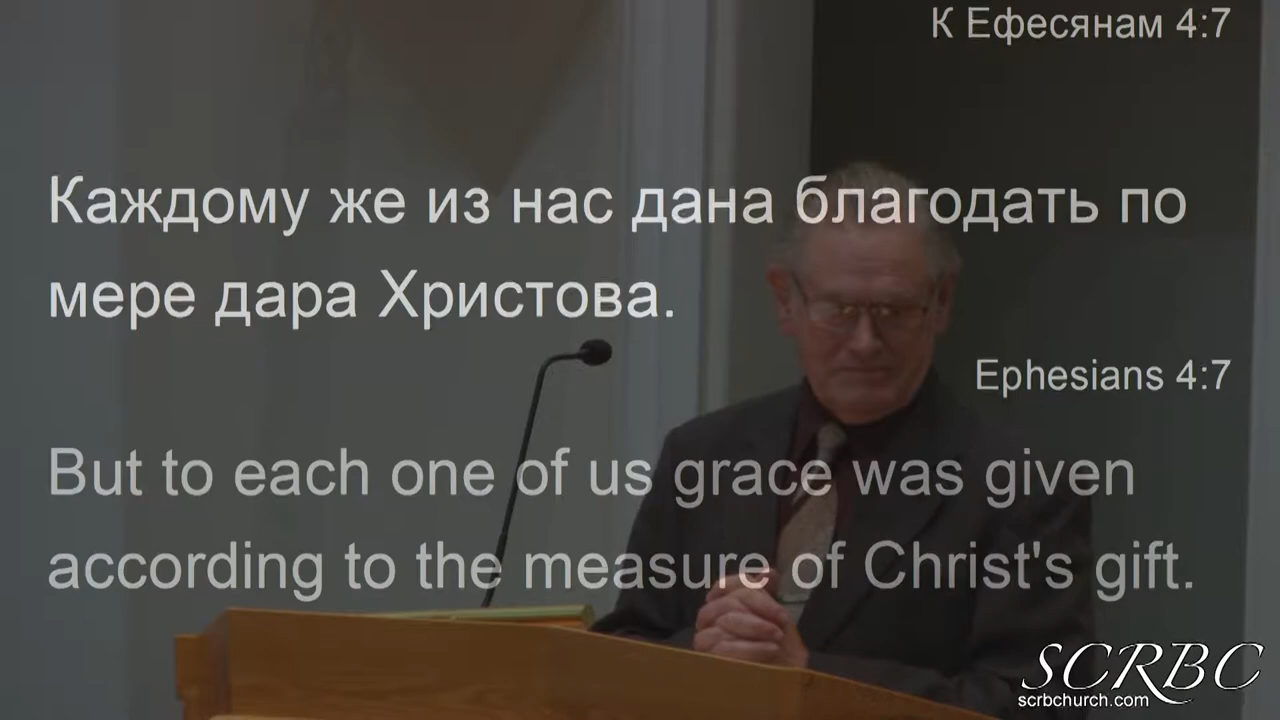 К Ефесянам 4:7
Каждому же из нас дана благодать по
мере дара Христова.
Ephesians 4:7
But to each one of us grace was given
according to the measure of Christ's gift.
SCRBC
scrbchurch.com